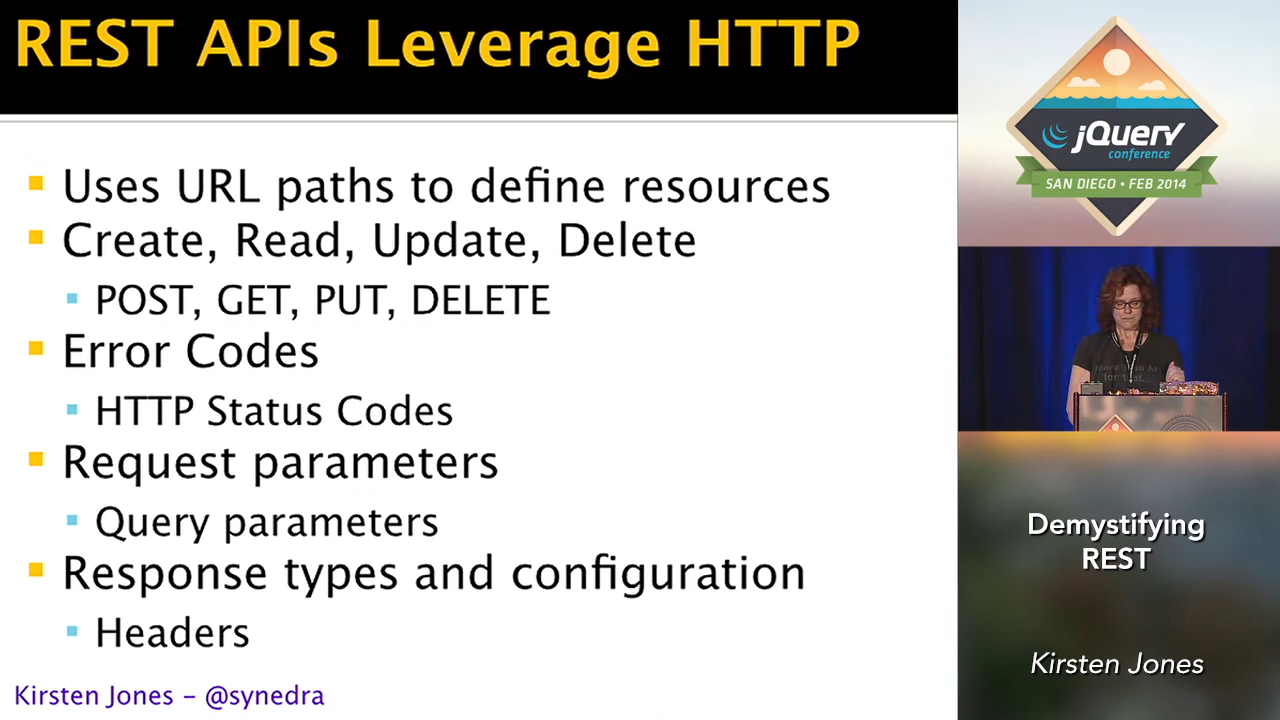 REST APIs Leverage HTTP
Uses URL paths to define resources
Create, Read, Update, Delete
POST, GET, PUT, DELETE
Error Codes
HTTP Status Codes
Request parameters
Query parameters
Response types and configuration
Headers
Kirsten Jones – @synedra
jQuery
conference
SAN DIEGO • FEB 2014
for that...
Demystifying
REST
Kirsten Jones